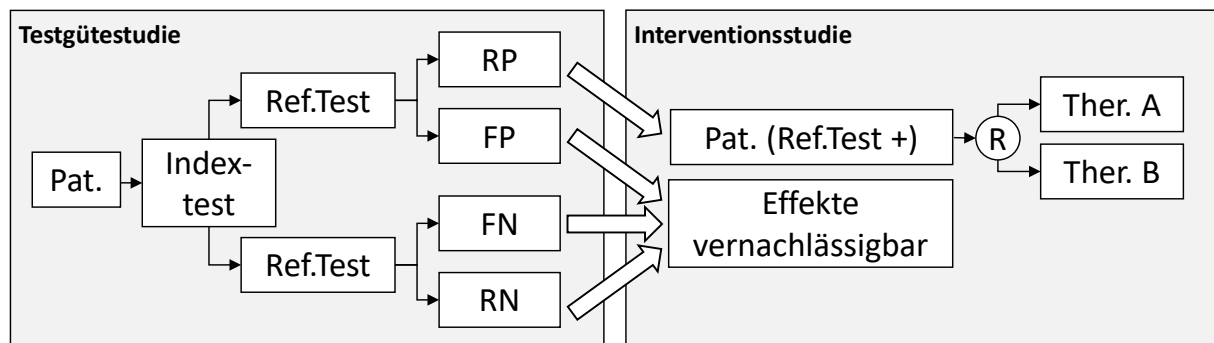 Testgütestudie
Pat.
Index-
test
Ref.Test
Ref.Test
RP
FP
FN
RN
Interventionsstudie
Pat. (Ref.Test +)
Effekte
vernachlässigbar
R
Ther. A
Ther. B